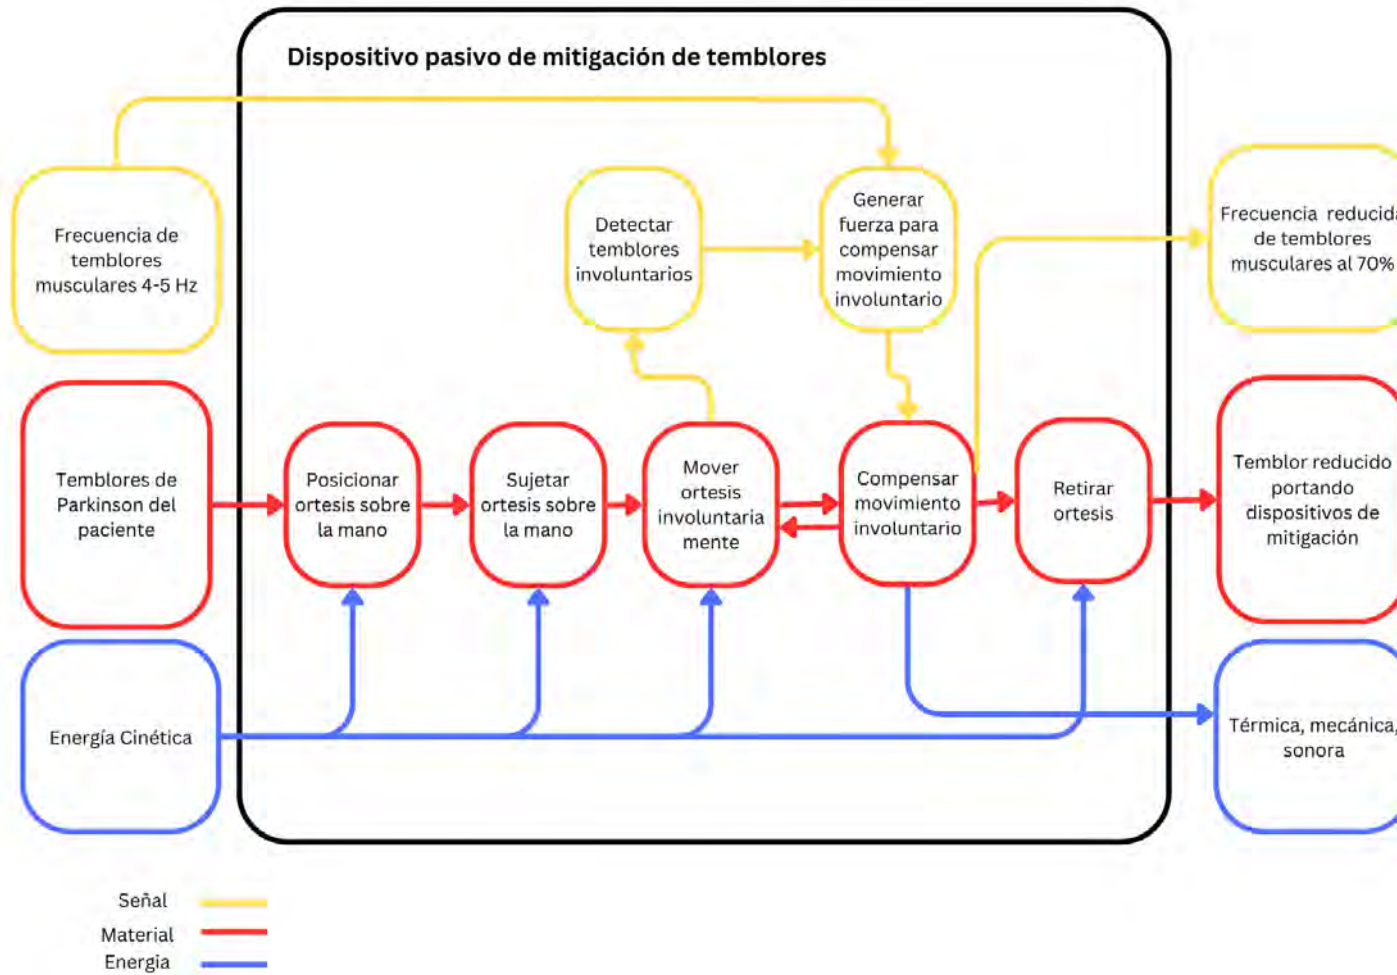 Dispositivo pasivo de mitigación de temblores
Frecuencia de
temblores
musculares 4-5 Hz
Detectar
temblores
involuntarios
Generar
fuerza para
compensar
movimiento
involuntario
Frecuencia reducida
de temblores
musculares al 70%
Temblores de
Parkinson del
paciente
Posicionar
ortesis sobre
la mano
Sujetar
ortesis sobre
la mano
Mover
ortesis
involuntaria
mente
Compensar
movimiento
involuntario
Retirar
ortesis
Temblor reducido
portando
dispositivos de
mitigación
Energía Cinética
Térmica, mecánica,
sonora
Señal
Material
Energia